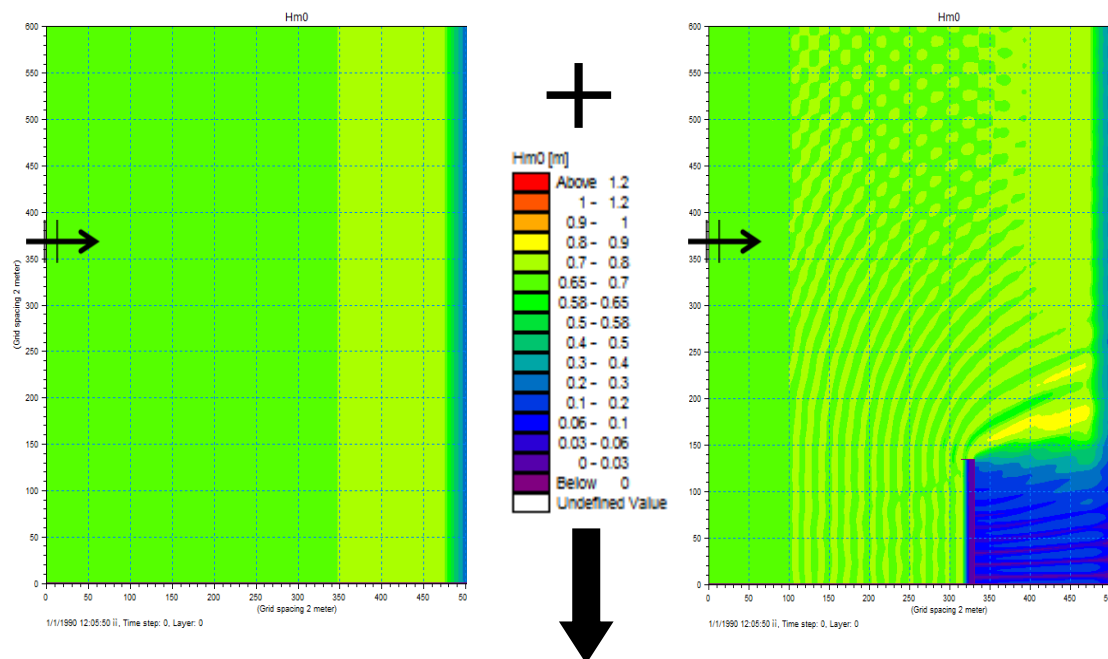 Hm0
600
550
500
450
400
350
300
250
200
150
100
50
0
(Grid spacing 2 meter)
0 50 100 150 200 250 300 350 400 450 500
(Grid spacing 2 meter)
1/1/1990 12:05:50 îì, Time step: 0, Layer: 0
Hm0 [m]
Above 1.2
1 - 1.2
0.9 - 1
0.8 - 0.9
0.7 - 0.8
0.65 - 0.7
0.58 - 0.65
0.5 - 0.58
0.4 - 0.5
0.3 - 0.4
0.2 - 0.3
0.1 - 0.2
0.06 - 0.1
0.03 - 0.06
0 - 0.03
Below 0
Undefined Value
Hm0
600
550
500
450
400
350
300
250
200
150
100
50
0
(Grid spacing 2 meter)
0 50 100 150 200 250 300 350 400 450
(Grid spacing 2 meter)
1/1/1990 12:05:50 îì, Time step: 0, Layer: 0